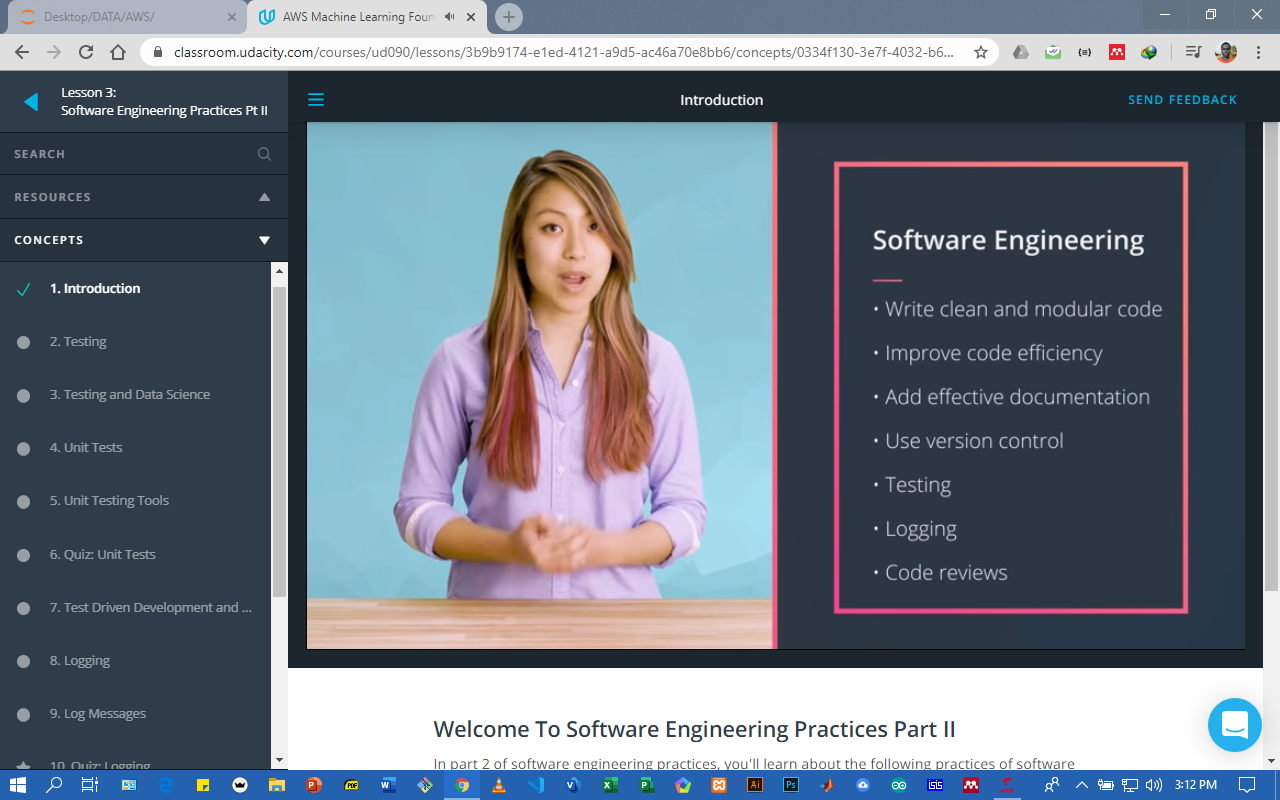 Desktop/DATA/AWS/
AWS Machine Learning Foun
classroom.udacity.com/courses/ud090/lessons/3b9b9174-e1ed-4121-a9d5-ac46a70e8bb6/concepts/0334f130-3e7f-4032-b6...
Lesson 3:
Software Engineering Practices Pt II
Introduction
SEND FEEDBACK
SEARCH
RESOURCES
CONCEPTS
1. Introduction
2. Testing
3. Testing and Data Science
4. Unit Tests
5. Unit Testing Tools
6. Quiz: Unit Tests
7. Test Driven Development and ...
8. Logging
9. Log Messages
10. Quiz: Logging
Software Engineering
• Write clean and modular code
• Improve code efficiency
• Add effective documentation
• Use version control
• Testing
• Logging
• Code reviews
Welcome To Software Engineering Practices Part II
In part 2 of software engineering practices, you'll learn about the following practices of software
3:12 PM